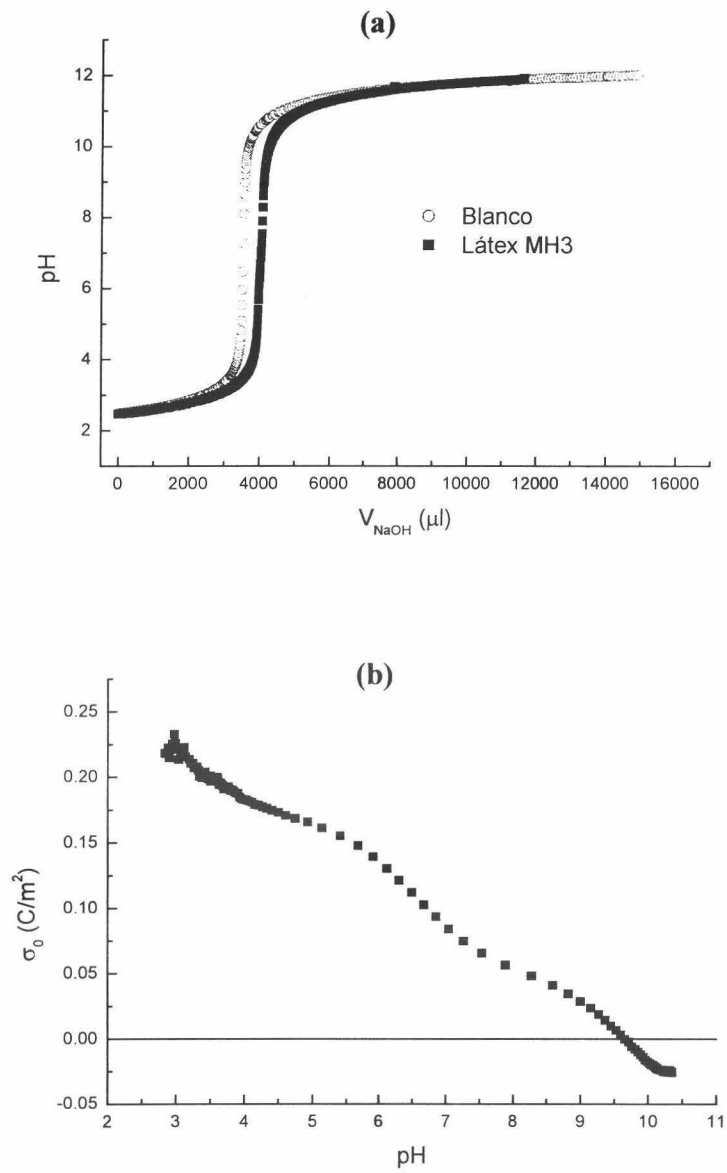 (a)
pH
12
10
8
6
4
2
Blanco
Látex MH3
0 2000 4000 6000 8000 10000 12000 14000 16000
V_NaOH (µl)
(b)
σ₀ (C/m²)
0.25
0.20
0.15
0.10
0.05
0.00
-0.05
2 3 4 5 6 7 8 9 10 11
pH